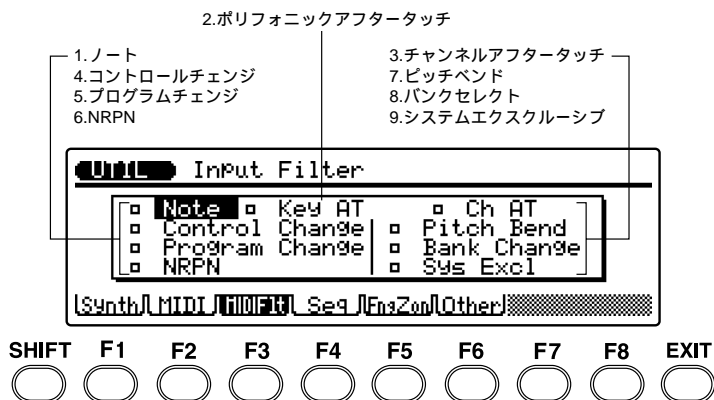 2.ポリフォニックアフタータッチ
1.ノート
4.コントロールチェンジ
5.プログラムチェンジ
6.NRPN
3.チャンネルアフタータッチ
7.ピッチベンド
8.バンクセレクト
9.システムエクスクルーシブ
UTIL Input Filter
Note Key AT Ch AT
Control Change Pitch Bend
Program Change Bank Change
NRPN Sys Excl
Synth MIDI MIDIFlt Seq EngZon Other
SHIFT F1 F2 F3 F4 F5 F6 F7 F8 EXIT